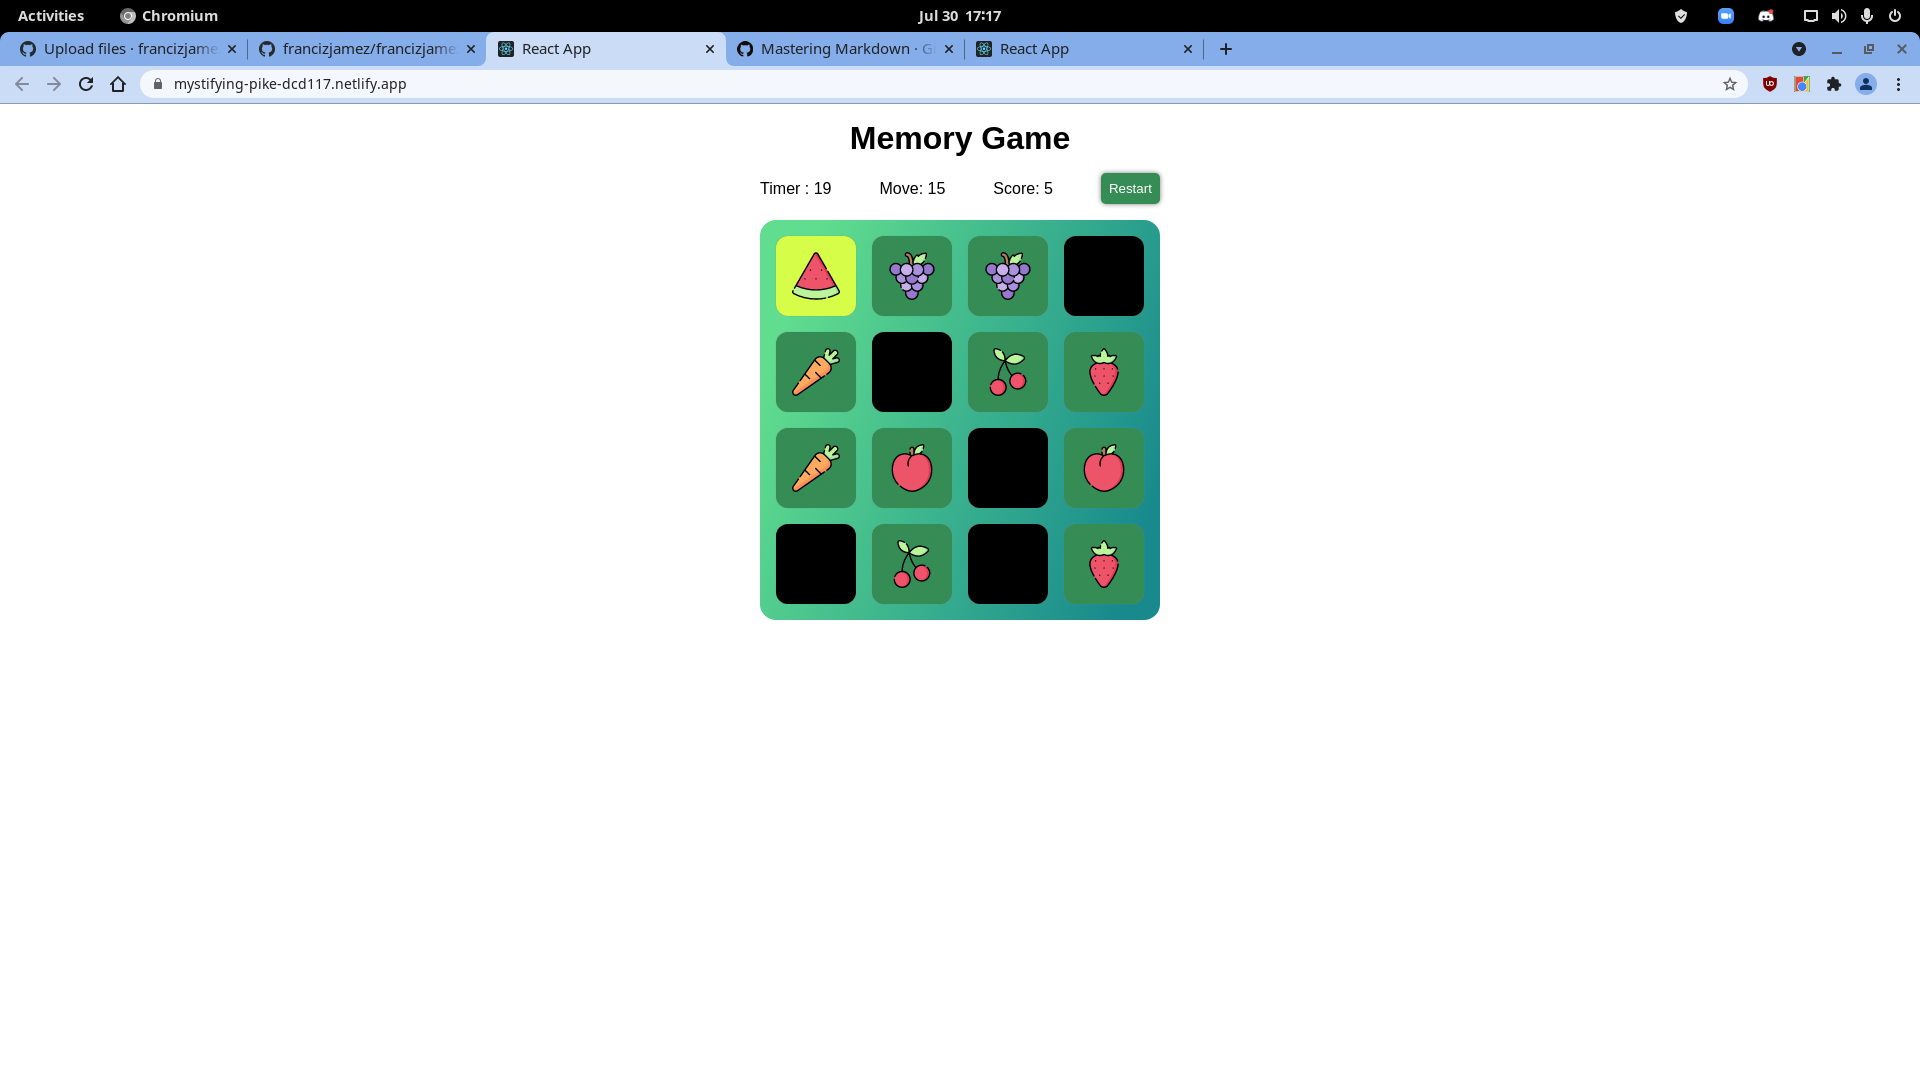 Activities Chromium Jul 30 17:17
Upload files · francizjame francizjamez/francizjame React App Mastering Markdown · G React App
mystifying-pike-dcd117.netlify.app
Memory Game
Timer : 19 Move: 15 Score: 5 Restart